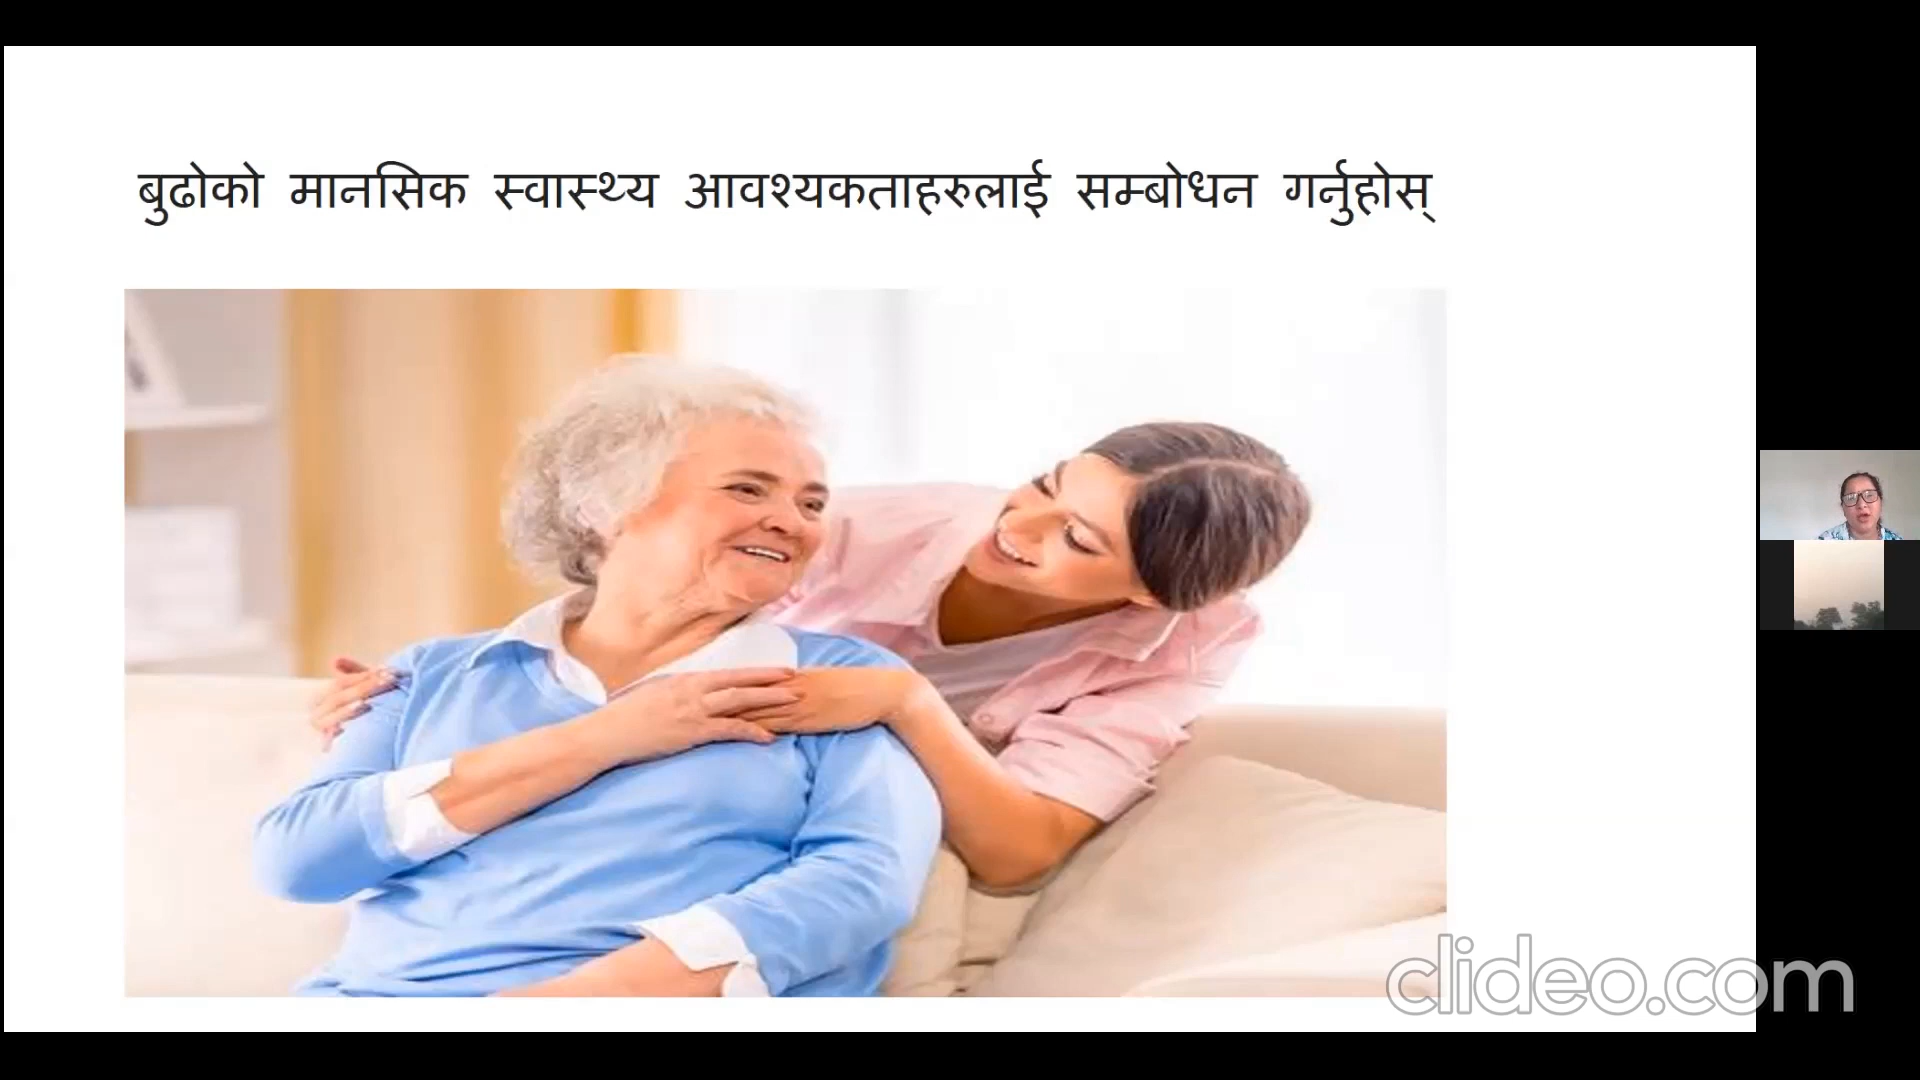 बुढोको मानसिक स्वास्थ्य आवश्यकताहरुलाई सम्बोधन गर्नुहोस्
clideo.com